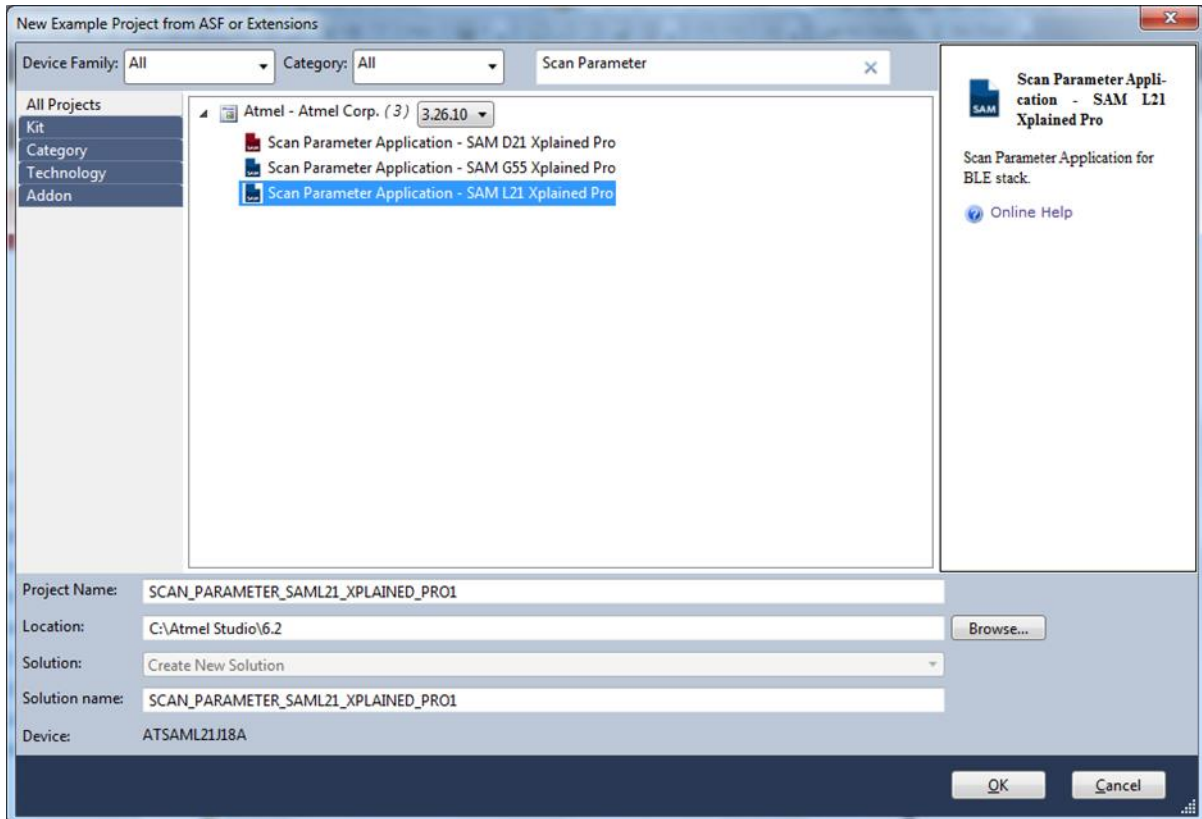 New Example Project from ASF or Extensions
Device Family: All Category: All Scan Parameter
All Projects
Kit
Category
Technology
Addon
Atmel - Atmel Corp. (3) 3.26.10
Scan Parameter Application - SAM D21 Xplained Pro
Scan Parameter Application - SAM G55 Xplained Pro
Scan Parameter Application - SAM L21 Xplained Pro
SAM
Scan Parameter Appli-
cation - SAM L21
Xplained Pro
Scan Parameter Application for
BLE stack.
Online Help
Project Name: SCAN_PARAMETER_SAML21_XPLAINED_PRO1
Location: C:\Atmel Studio\6.2 Browse...
Solution: Create New Solution
Solution name: SCAN_PARAMETER_SAML21_XPLAINED_PRO1
Device: ATSAML21J18A
OK Cancel